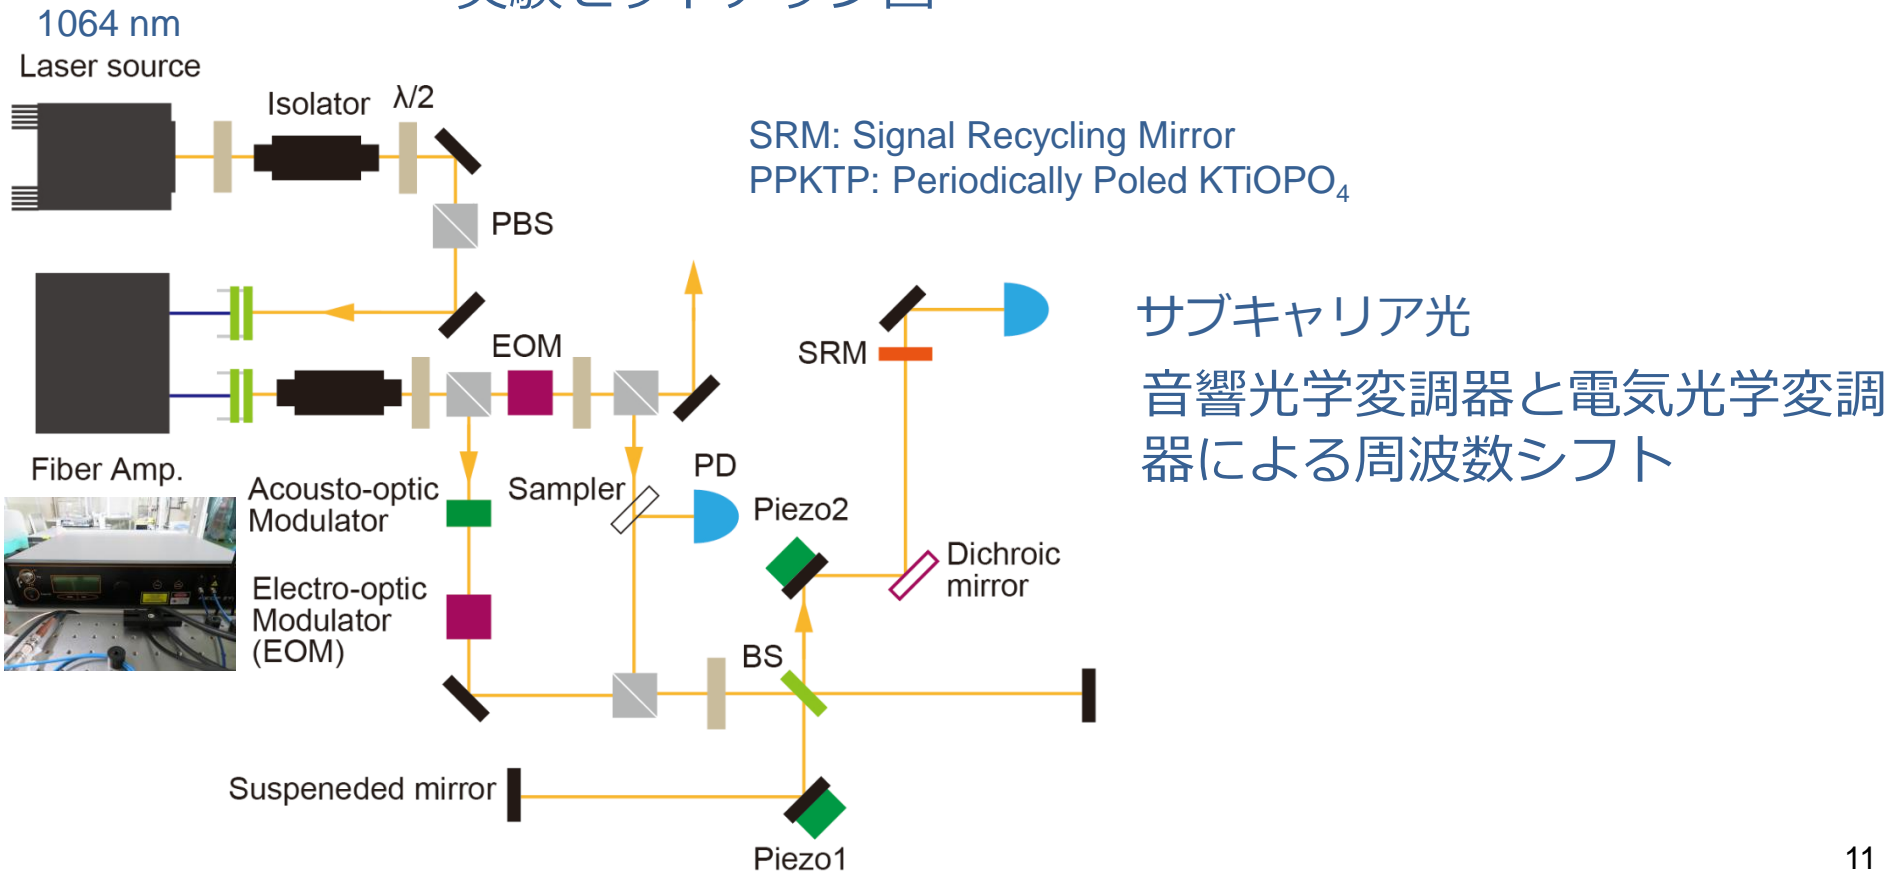 1064 nm
Laser source
Isolator
λ/2
SRM: Signal Recycling Mirror
PPKTP: Periodically Poled KTiOPO₄
PBS
EOM
SRM
サブキャリア光
音響光学変調器と電気光学変調
器による周波数シフト
Fiber Amp.
Acousto-optic
Modulator
Sampler
PD
Piezo2
Dichroic
mirror
Electro-optic
Modulator
(EOM)
BS
Suspeneded mirror
Piezo1
11